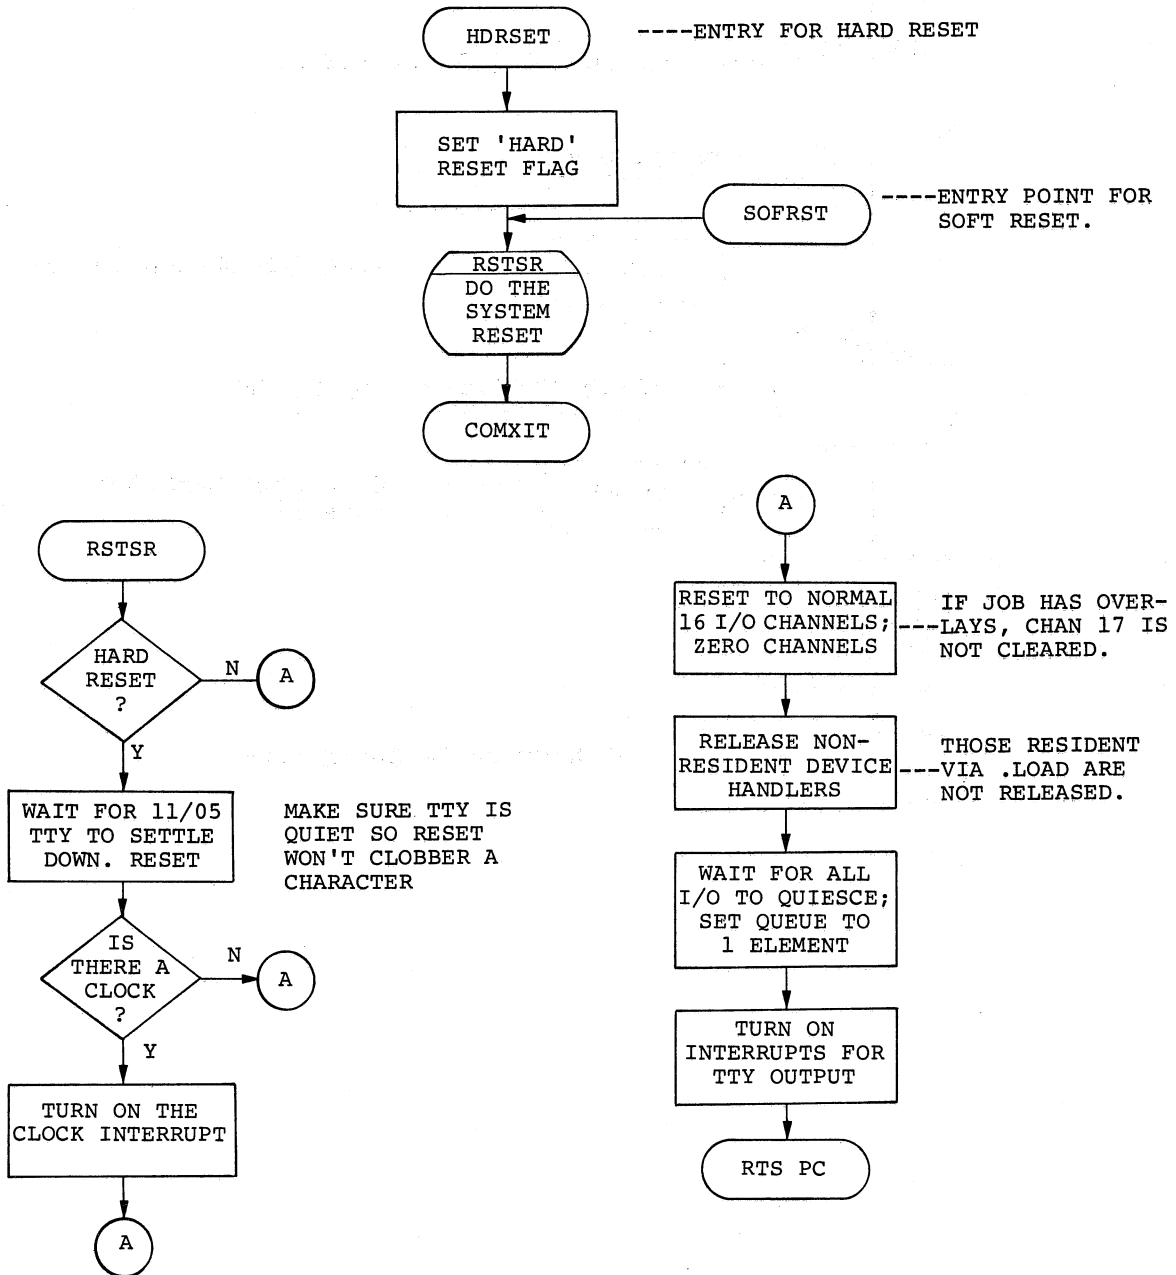 HDRSET
----ENTRY FOR HARD RESET
SET 'HARD'
RESET FLAG
SOFRST
----ENTRY POINT FOR
SOFT RESET.
RSTSR
DO THE
SYSTEM
RESET
COMXIT
RSTSR
HARD
RESET
?
N
A
Y
WAIT FOR 11/05
TTY TO SETTLE
DOWN. RESET
MAKE SURE TTY IS
QUIET SO RESET
WON'T CLOBBER A
CHARACTER
IS
THERE A
CLOCK
?
N
A
Y
TURN ON THE
CLOCK INTERRUPT
A
A
RESET TO NORMAL
16 I/O CHANNELS;
ZERO CHANNELS
IF JOB HAS OVER-
---LAYS, CHAN 17 IS
NOT CLEARED.
RELEASE NON-
RESIDENT DEVICE
HANDLERS
THOSE RESIDENT
---VIA .LOAD ARE
NOT RELEASED.
WAIT FOR ALL
I/O TO QUIESCE;
SET QUEUE TO
1 ELEMENT
TURN ON
INTERRUPTS FOR
TTY OUTPUT
RTS PC